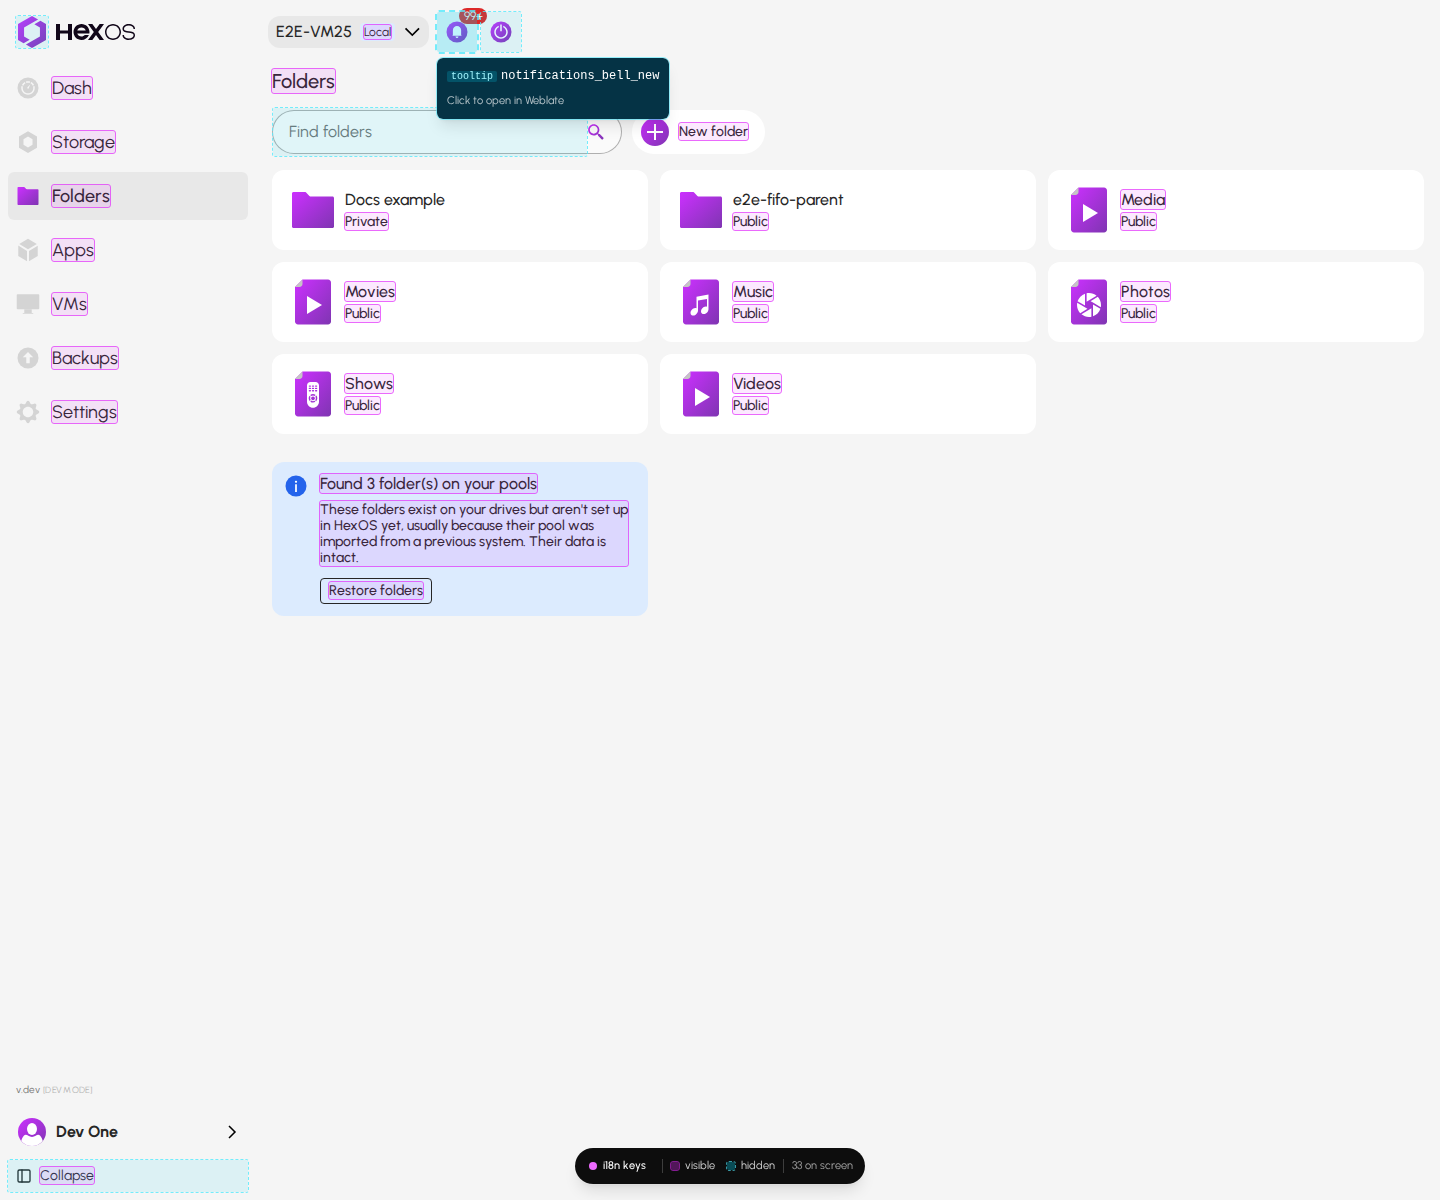 HEXOS
E2E-VM25 Local
99+
tooltip notifications_bell_new
Click to open in Weblate
Dash
Storage
Folders
Apps
VMs
Backups
Settings
Folders
Find folders
New folder
Docs example
Private
e2e-fifo-parent
Public
Media
Public
Movies
Public
Music
Public
Photos
Public
Shows
Public
Videos
Public
Found 3 folder(s) on your pools
These folders exist on your drives but aren't set up
in HexOS yet, usually because their pool was
imported from a previous system. Their data is
intact.
Restore folders
v.dev [DEV MODE]
Dev One
Collapse
i18n keys visible hidden 33 on screen